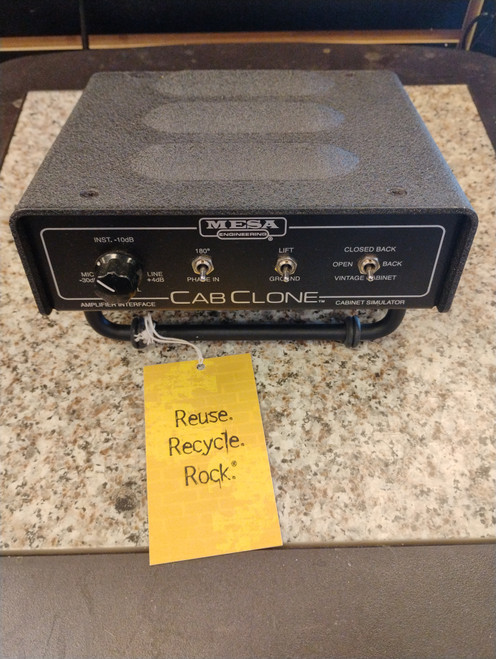 MESA
ENGINEERING®
INST. -10dB
MIC
-30dB
LINE
+4dB
AMPLIFIER INTERFACE
180°
PHASE IN
LIFT
GROUND
CLOSED BACK
OPEN BACK
VINTAGE CABINET
CAB CLONE™
CABINET SIMULATOR
Reuse.
Recycle.
Rock.®